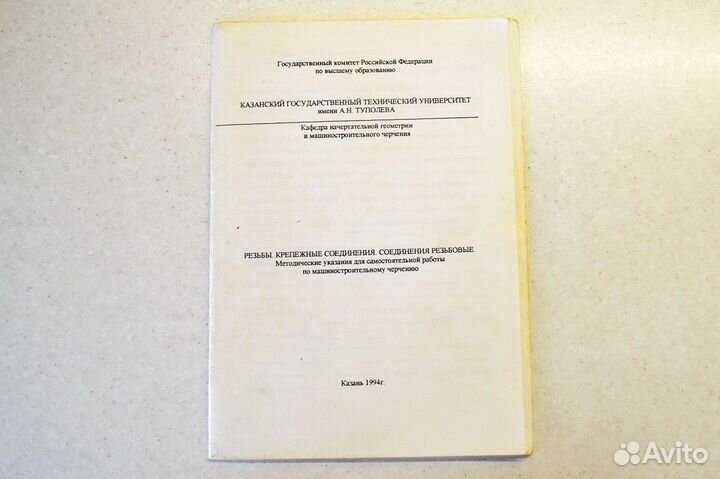 Государственный комитет Российской Федерации
по высшему образованию
КАЗАНСКИЙ ГОСУДАРСТВЕННЫЙ ТЕХНИЧЕСКИЙ УНИВЕРСИТЕТ
имени А.Н. ТУПОЛЕВА
Кафедра начертательной геометрии
и машиностроительного черчения
РЕЗЬБЫ. КРЕПЕЖНЫЕ СОЕДИНЕНИЯ. СОЕДИНЕНИЯ РЕЗЬБОВЫЕ.
Методические указания для самостоятельной работы
по машиностроительному черчению
Казань 1994г.
Avito